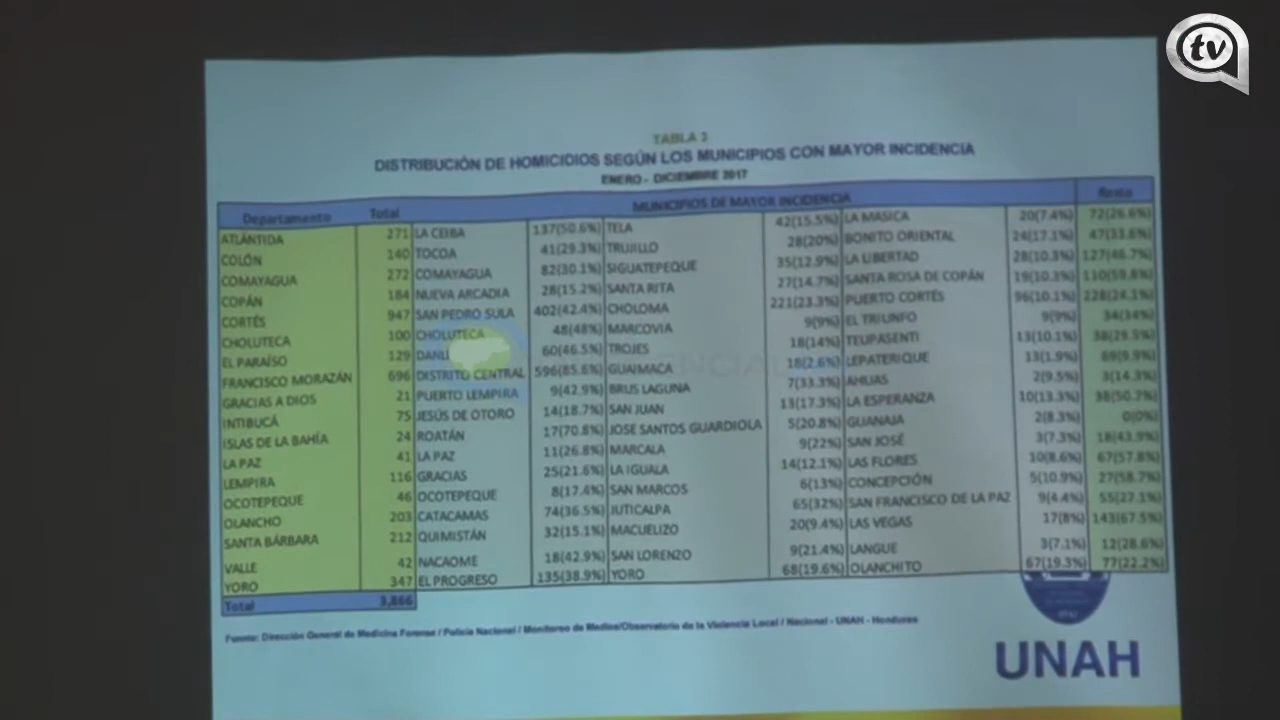 tv
TABLA 3
DISTRIBUCIÓN DE HOMICIDIOS SEGÚN LOS MUNICIPIOS CON MAYOR INCIDENCIA
ENERO - DICIEMBRE 2017
Departamento Total MUNICIPIOS DE MAYOR INCIDENCIA Resto
ATLÁNTIDA 271 LA CEIBA 137(50.6%) TELA 42(15.5%) LA MASICA 20(7.4%) 72(26.6%)
COLÓN 140 TOCOA 41(29.3%) TRUJILLO 28(20%) BONITO ORIENTAL 24(17.1%) 47(33.6%)
COMAYAGUA 272 COMAYAGUA 82(30.1%) SIGUATEPEQUE 35(12.9%) LA LIBERTAD 28(10.3%) 127(46.7%)
COPÁN 184 NUEVA ARCADIA 28(15.2%) SANTA RITA 27(14.7%) SANTA ROSA DE COPÁN 19(10.3%) 110(59.8%)
CORTÉS 947 SAN PEDRO SULA 402(42.4%) CHOLOMA 221(23.3%) PUERTO CORTÉS 96(10.1%) 228(24.1%)
CHOLUTECA 100 CHOLUTECA 48(48%) MARCOVIA 9(9%) EL TRIUNFO 9(9%) 34(34%)
EL PARAÍSO 129 DANLI 60(46.5%) TROJES 18(14%) TEUPASENTI 13(10.1%) 38(29.5%)
FRANCISCO MORAZÁN 696 DISTRITO CENTRAL 596(85.6%) GUAIMACA 18(2.6%) LEPATERIQUE 13(1.9%) 69(9.9%)
GRACIAS A DIOS 21 PUERTO LEMPIRA 9(42.9%) BRUS LAGUNA 7(33.3%) AHUAS 2(9.5%) 3(14.3%)
INTIBUCÁ 75 JESÚS DE OTORO 14(18.7%) SAN JUAN 13(17.3%) LA ESPERANZA 10(13.3%) 38(50.7%)
ISLAS DE LA BAHÍA 24 ROATÁN 17(70.8%) JOSE SANTOS GUARDIOLA 5(20.8%) GUANAJA 2(8.3%) 0(0%)
LA PAZ 41 LA PAZ 11(26.8%) MARCALA 9(22%) SAN JOSÉ 3(7.3%) 18(43.9%)
LEMPIRA 116 GRACIAS 25(21.6%) LA IGUALA 14(12.1%) LAS FLORES 10(8.6%) 67(57.8%)
OCOTEPEQUE 46 OCOTEPEQUE 8(17.4%) SAN MARCOS 6(13%) CONCEPCIÓN 5(10.9%) 27(58.7%)
OLANCHO 203 CATACAMAS 74(36.5%) JUTICALPA 65(32%) SAN FRANCISCO DE LA PAZ 9(4.4%) 55(27.1%)
SANTA BÁRBARA 212 QUIMISTÁN 32(15.1%) MACUELIZO 20(9.4%) LAS VEGAS 17(8%) 143(67.5%)
VALLE 42 NACAOME 18(42.9%) SAN LORENZO 9(21.4%) LANGUE 3(7.1%) 12(28.6%)
YORO 347 EL PROGRESO 135(38.9%) YORO 68(19.6%) OLANCHITO 67(19.3%) 77(22.2%)
Total 3,866
Fuente: Dirección General de Medicina Forense / Policía Nacional / Monitoreo de Medios/Observatorio de la Violencia Local / Nacional - UNAH - Honduras
UNAH